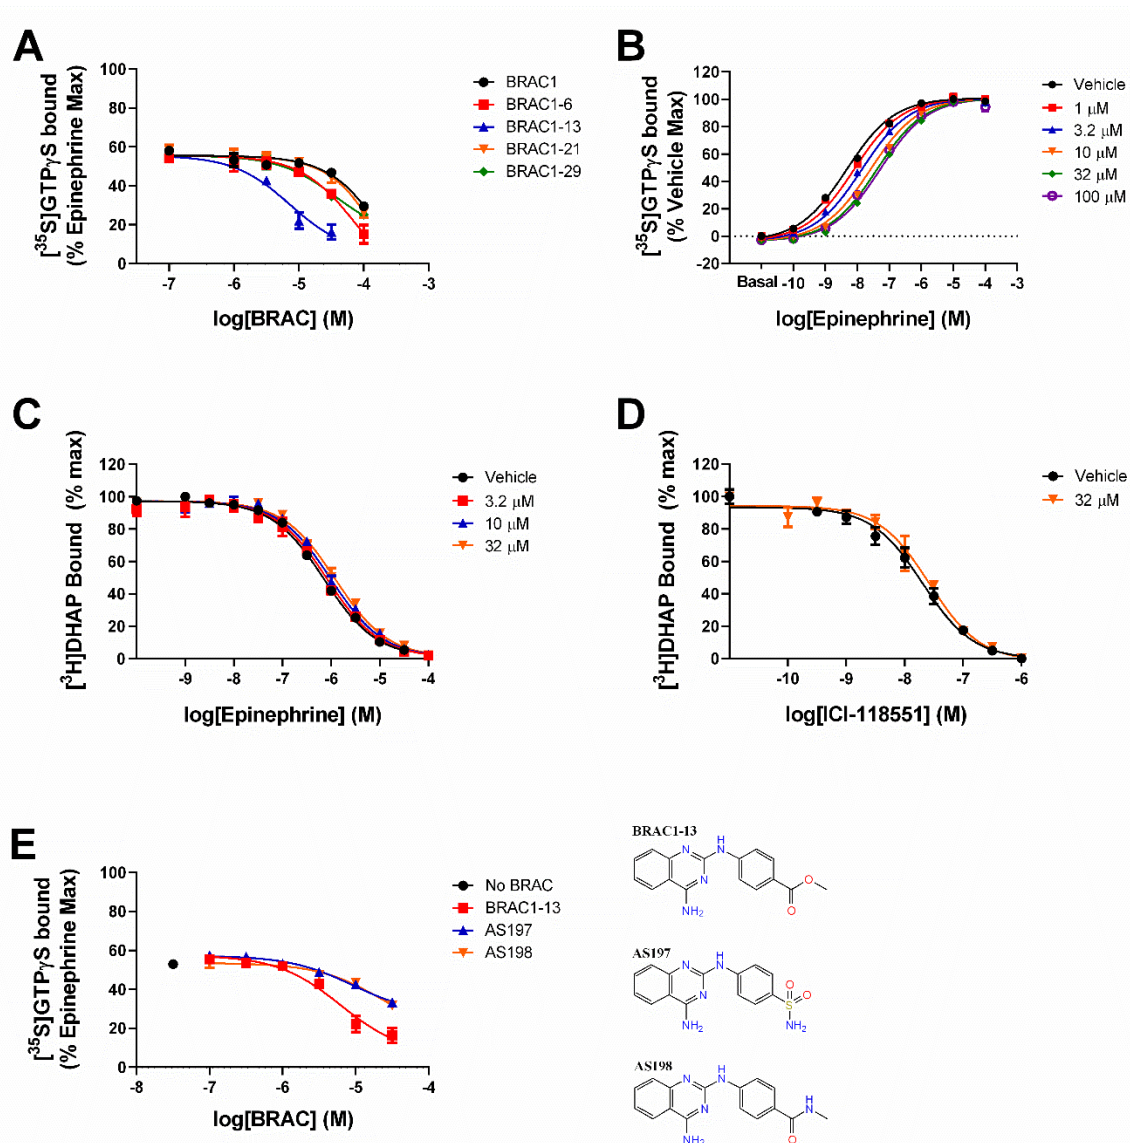 A
[³⁵S]GTPγS bound
(% Epinephrine Max)
100
80
60
40
20
0
-7
-6
-5
-4
-3
log[BRAC] (M)
BRAC1
BRAC1-6
BRAC1-13
BRAC1-21
BRAC1-29
B
[³⁵S]GTPγS bound
(% Vehicle Max)
120
100
80
60
40
20
0
-20
Basal
-10
-9
-8
-7
-6
-5
-4
-3
log[Epinephrine] (M)
Vehicle
1 μM
3.2 μM
10 μM
32 μM
100 μM
C
[³H]DHAP Bound (% max)
120
100
80
60
40
20
0
-9
-8
-7
-6
-5
-4
log[Epinephrine] (M)
Vehicle
3.2 μM
10 μM
32 μM
D
[³H]DHAP Bound (% max)
120
100
80
60
40
20
0
-10
-9
-8
-7
-6
log[ICI-118551] (M)
Vehicle
32 μM
E
[³⁵S]GTPγS bound
(% Epinephrine Max)
100
80
60
40
20
0
-8
-7
-6
-5
-4
log[BRAC] (M)
No BRAC
BRAC1-13
AS197
AS198
BRAC1-13
H
N
N
N
O
O
NH₂
AS197
H
N
N
N
O
O
S
NH₂
NH₂
AS198
H
N
N
N
H
N
O
NH₂